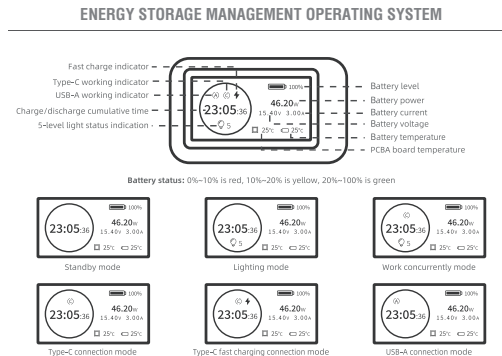 ENERGY STORAGE MANAGEMENT OPERATING SYSTEM
Fast charge indicator
Type-C working indicator
USB-A working indicator
Charge/discharge cumulative time
5-level light status indication
A C
23:05:36
5
100%
46.20W
15.40V 3.00A
25℃ 25℃
Battery level
Battery power
Battery current
Battery voltage
Battery temperature
PCBA board temperature
Battery status: 0%~10% is red, 10%~20% is yellow, 20%~100% is green
23:05:36
100%
46.20W
15.40V 3.00A
25℃ 25℃
Standby mode
23:05:36
5
100%
46.20W
15.40V 3.00A
25℃ 25℃
Lighting mode
C
23:05:36
5
100%
46.20W
15.40V 3.00A
25℃ 25℃
Work concurrently mode
C
23:05:36
100%
46.20W
15.40V 3.00A
25℃ 25℃
Type-C connection mode
C
23:05:36
100%
46.20W
15.40V 3.00A
25℃ 25℃
Type-C fast charging connection mode
A
23:05:36
100%
46.20W
15.40V 3.00A
25℃ 25℃
USB-A connection mode